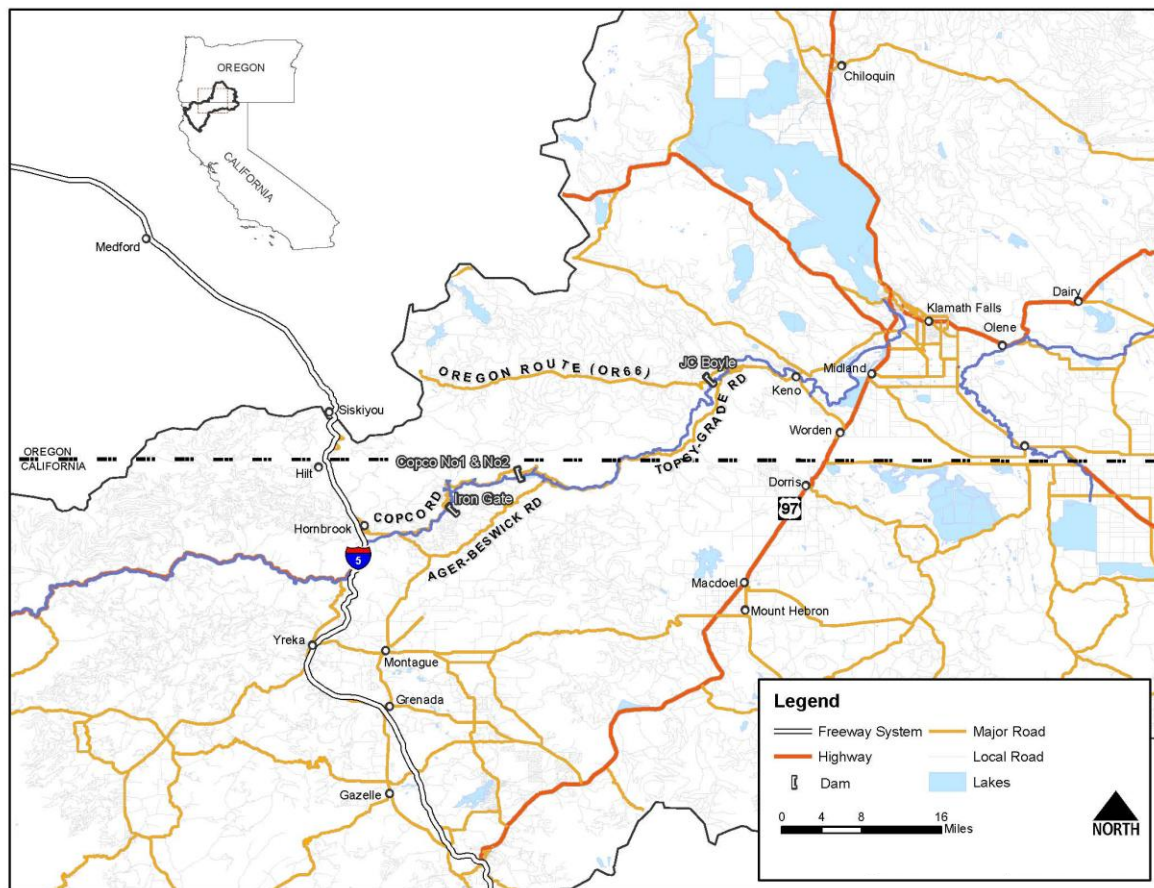 OREGON
CALIFORNIA
Chiloquin
Medford
Klamath Falls
Dairy
Olene
JC Boyle
OREGON ROUTE (OR66)
Midland
Keno
TOPSY-GRADE RD
Siskiyou
Worden
OREGON
CALIFORNIA
Hilt
Copco No1 & No2
Dorris
97
Iron Gate
COPCO RD
Hornbrook
AGER-BESWICK RD
5
Macdoel
Mount Hebron
Yreka
Montague
Grenada
Gazelle
Legend
Freeway System
Major Road
Highway
Local Road
Dam
Lakes
0 4 8 16
Miles
NORTH